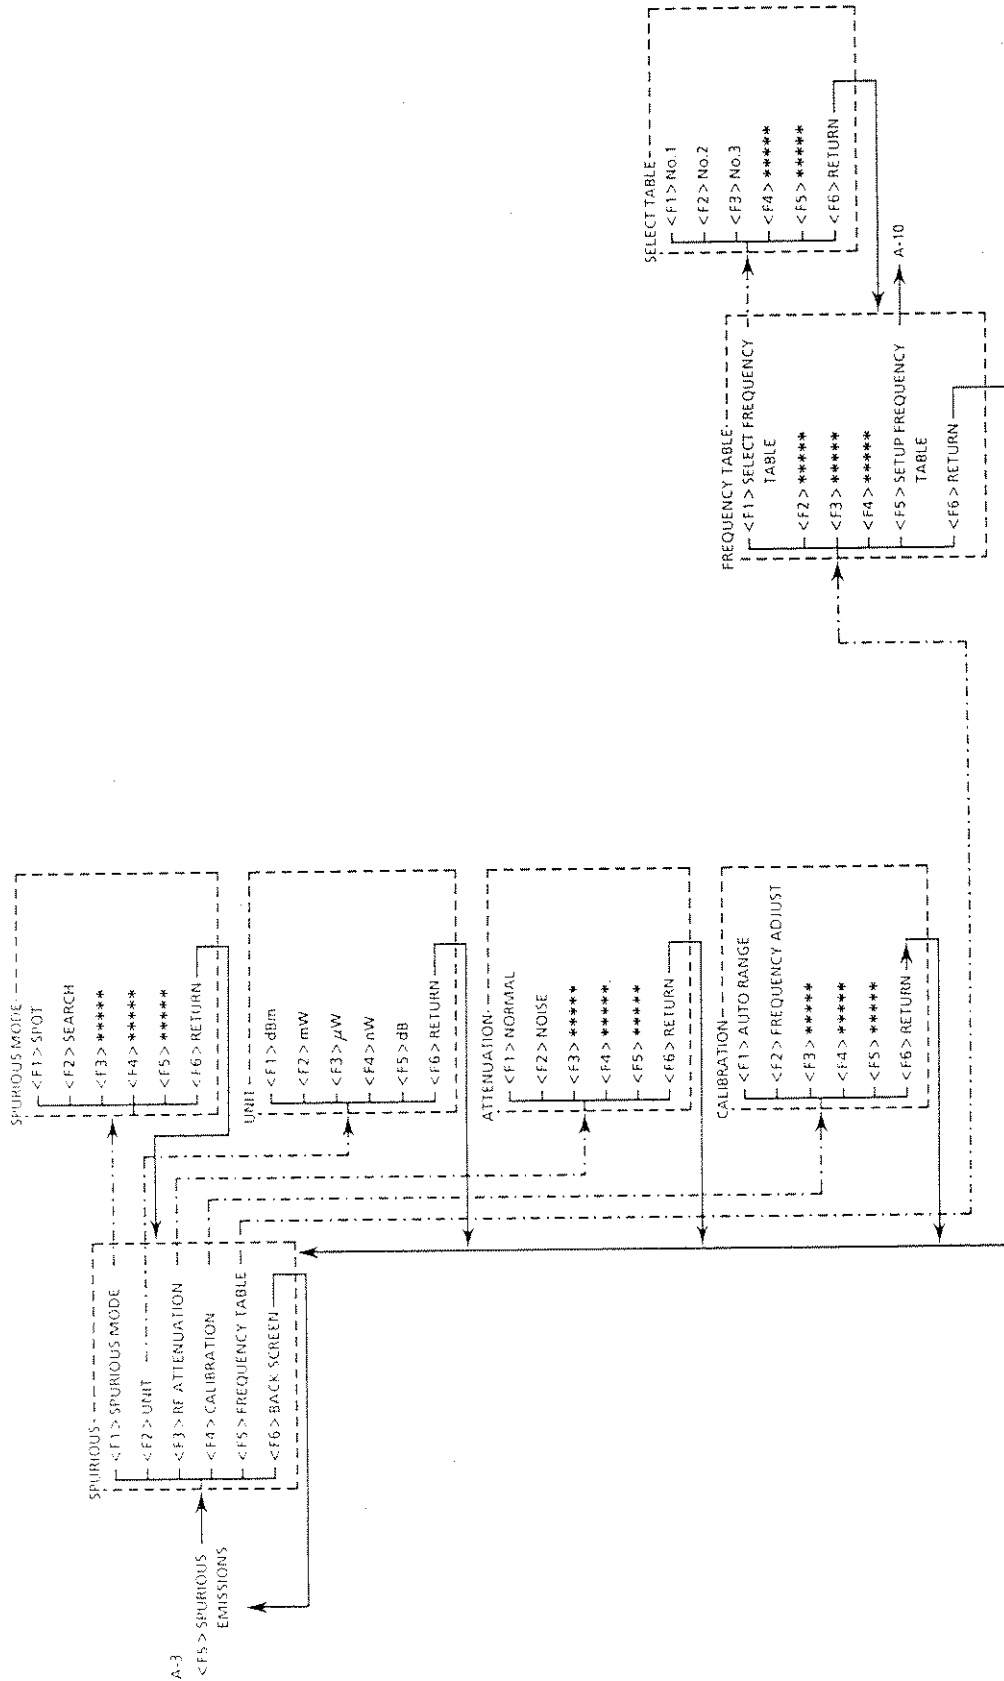 A-3
<F5> SPURIOUS
EMISSIONS
SPURIOUS
<F1> SPURIOUS MODE
<F2> UNIT
<F3> RF ATTENUATION
<F4> CALIBRATION
<F5> FREQUENCY TABLE
<F6> BACK SCREEN
SPURIOUS MODE
<F1> SPOT
<F2> SEARCH
<F3> *****
<F4> *****
<F5> *****
<F6> RETURN
UNIT
<F1> dBm
<F2> mW
<F3> μW
<F4> nW
<F5> dB
<F6> RETURN
ATTENUATION
<F1> NORMAL
<F2> NOISE
<F3> *****
<F4> *****
<F5> *****
<F6> RETURN
CALIBRATION
<F1> AUTO RANGE
<F2> FREQUENCY ADJUST
<F3> *****
<F4> *****
<F5> *****
<F6> RETURN
FREQUENCY TABLE
<F1> SELECT FREQUENCY
TABLE
<F2> *****
<F3> *****
<F4> *****
<F5> SETUP FREQUENCY
TABLE
<F6> RETURN
A-10
SELECT TABLE
<F1> No.1
<F2> No.2
<F3> No.3
<F4> *****
<F5> *****
<F6> RETURN